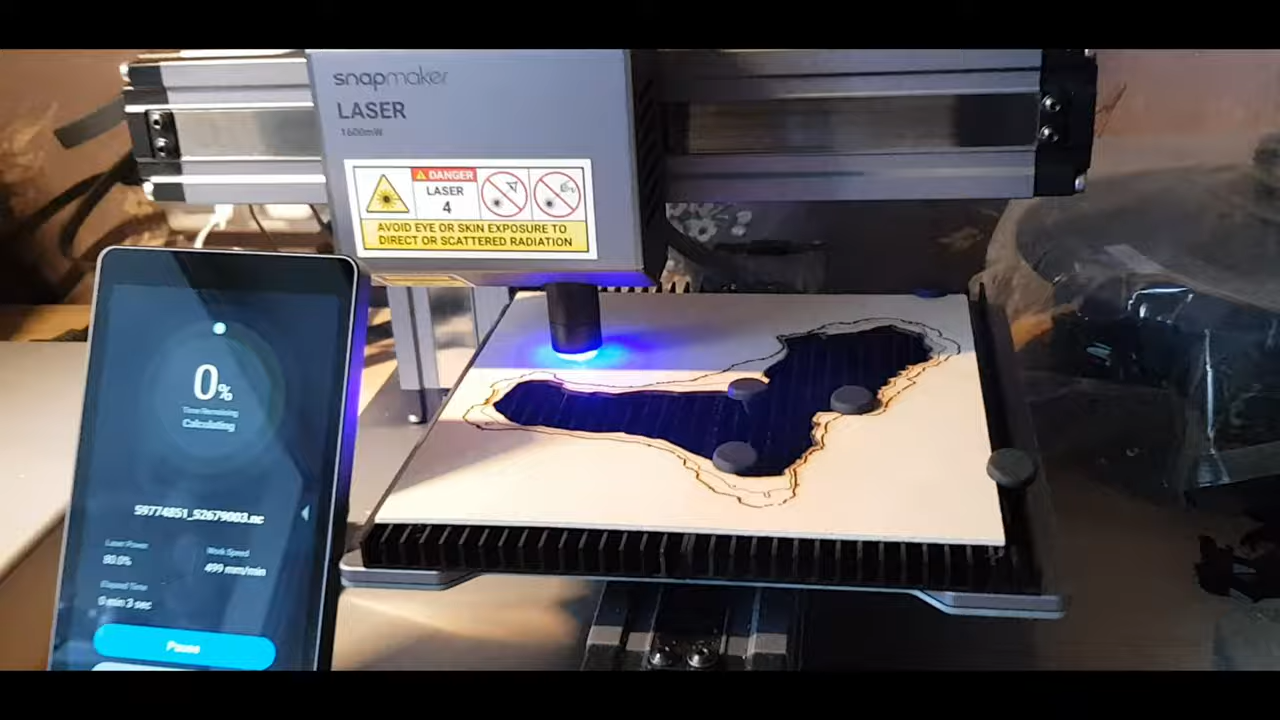 snapmaker
LASER
1600mW
DANGER
LASER
4
AVOID EYE OR SKIN EXPOSURE TO
DIRECT OR SCATTERED RADIATION
0%
Time Remaining
Calculating
59774851_52679003.nc
Laser Power
80.0%
Work Speed
499 mm/min
Elapsed Time
0 min 3 sec
Pause